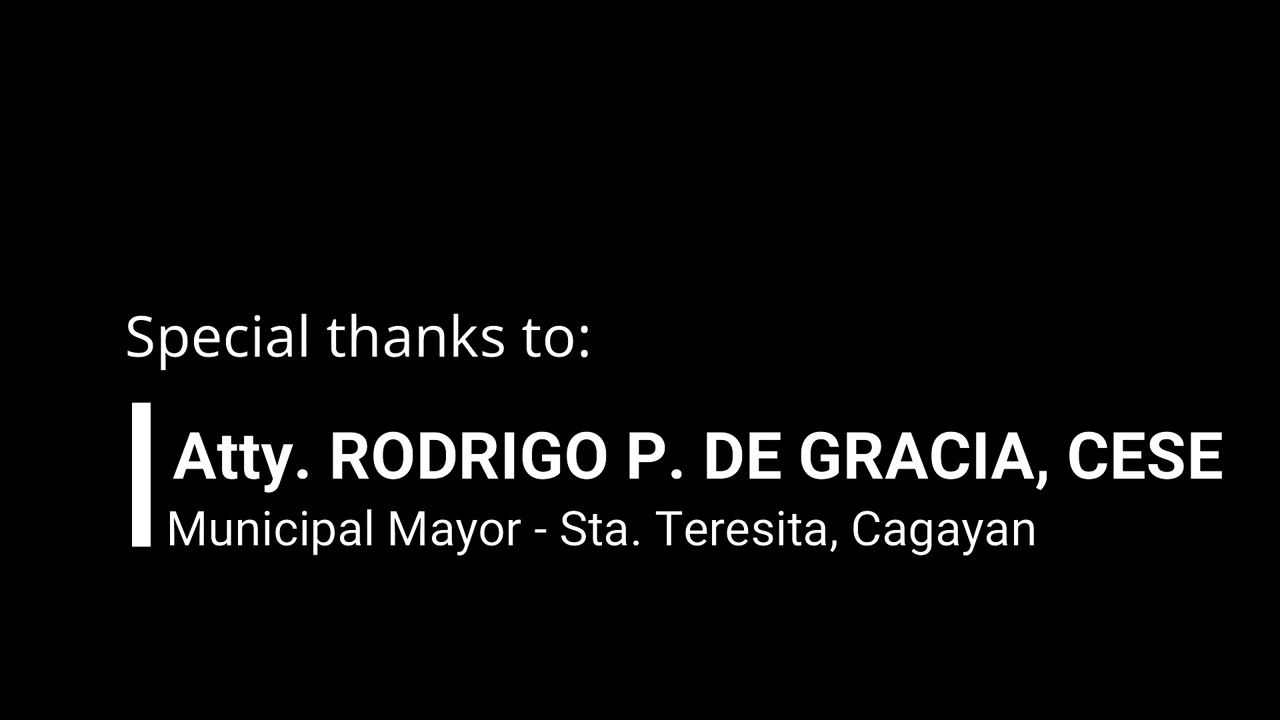 Special thanks to:
Atty. RODRIGO P. DE GRACIA, CESE
Municipal Mayor - Sta. Teresita, Cagayan